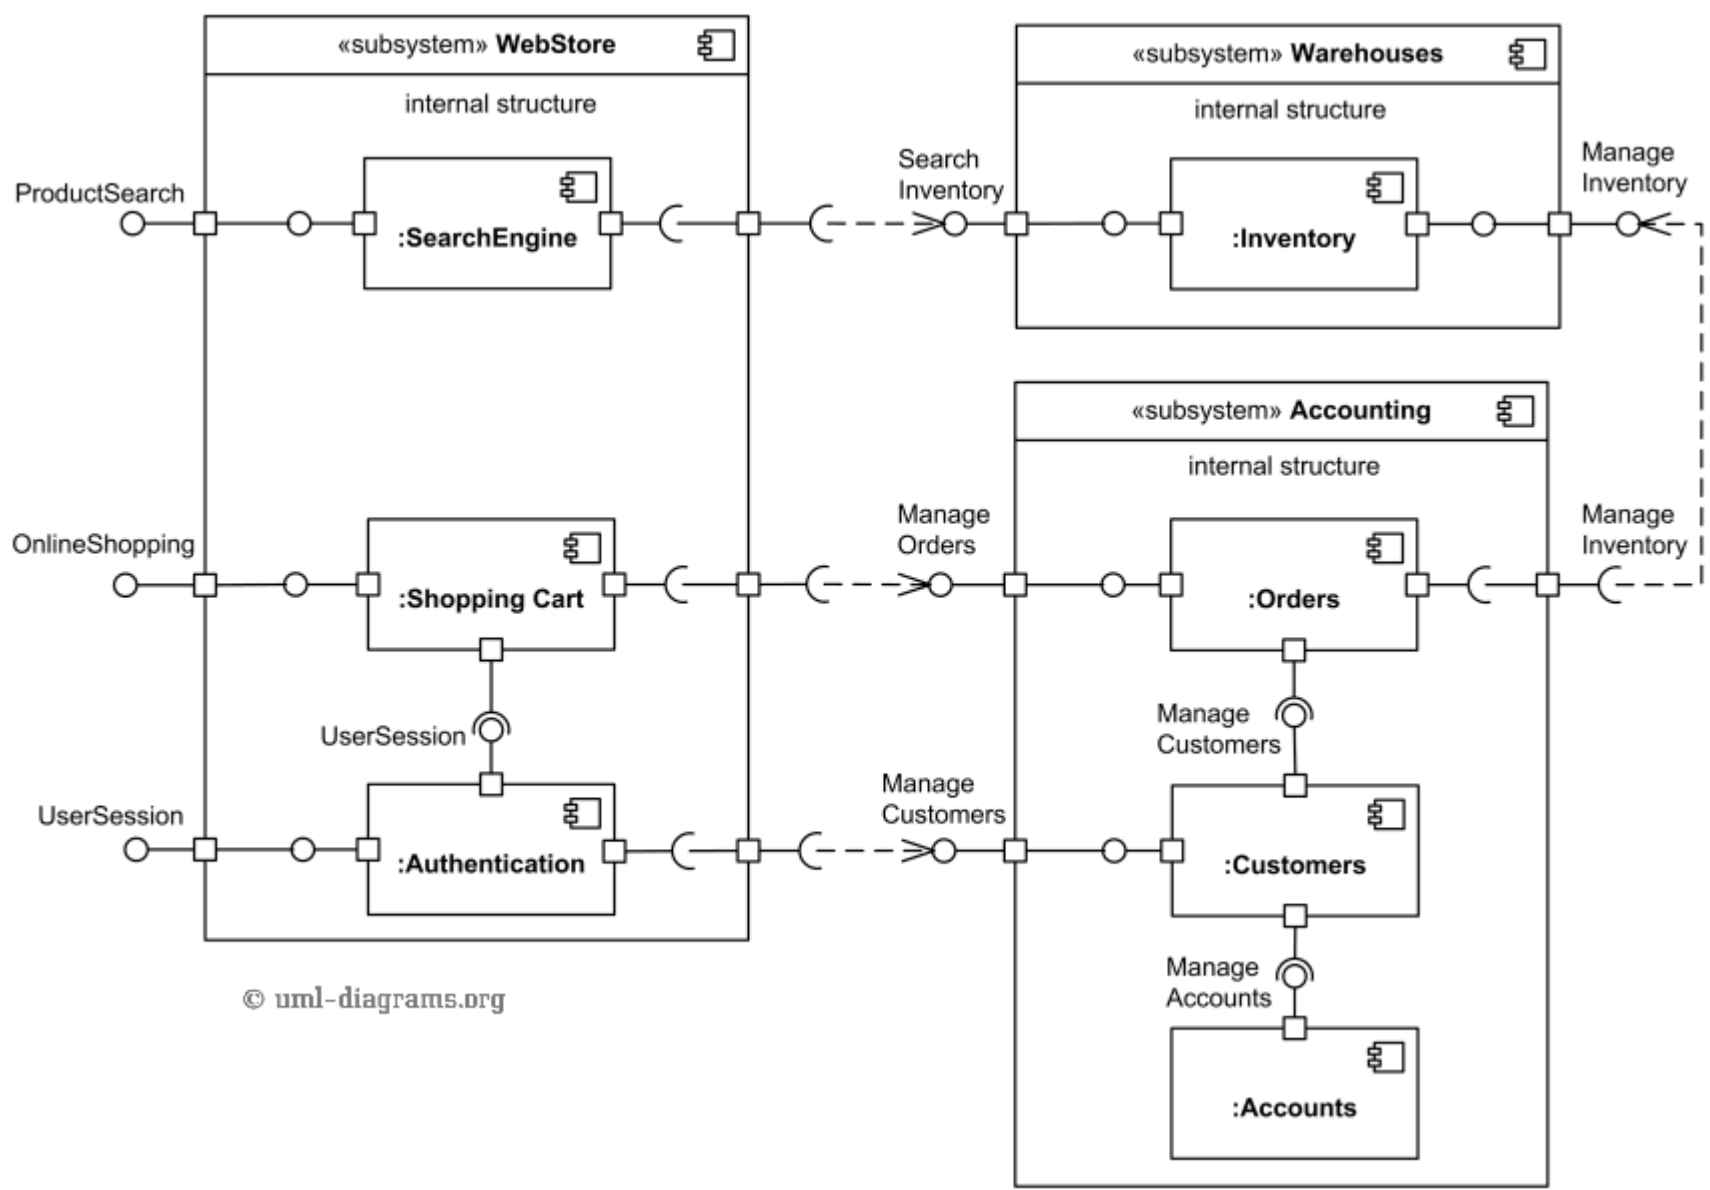 «subsystem» WebStore
internal structure
ProductSearch
:SearchEngine
OnlineShopping
:Shopping Cart
UserSession
UserSession
:Authentication
© uml-diagrams.org
Search
Inventory
«subsystem» Warehouses
internal structure
:Inventory
Manage
Inventory
«subsystem» Accounting
internal structure
Manage
Orders
:Orders
Manage
Inventory
Manage
Customers
Manage
Customers
:Customers
Manage
Accounts
:Accounts